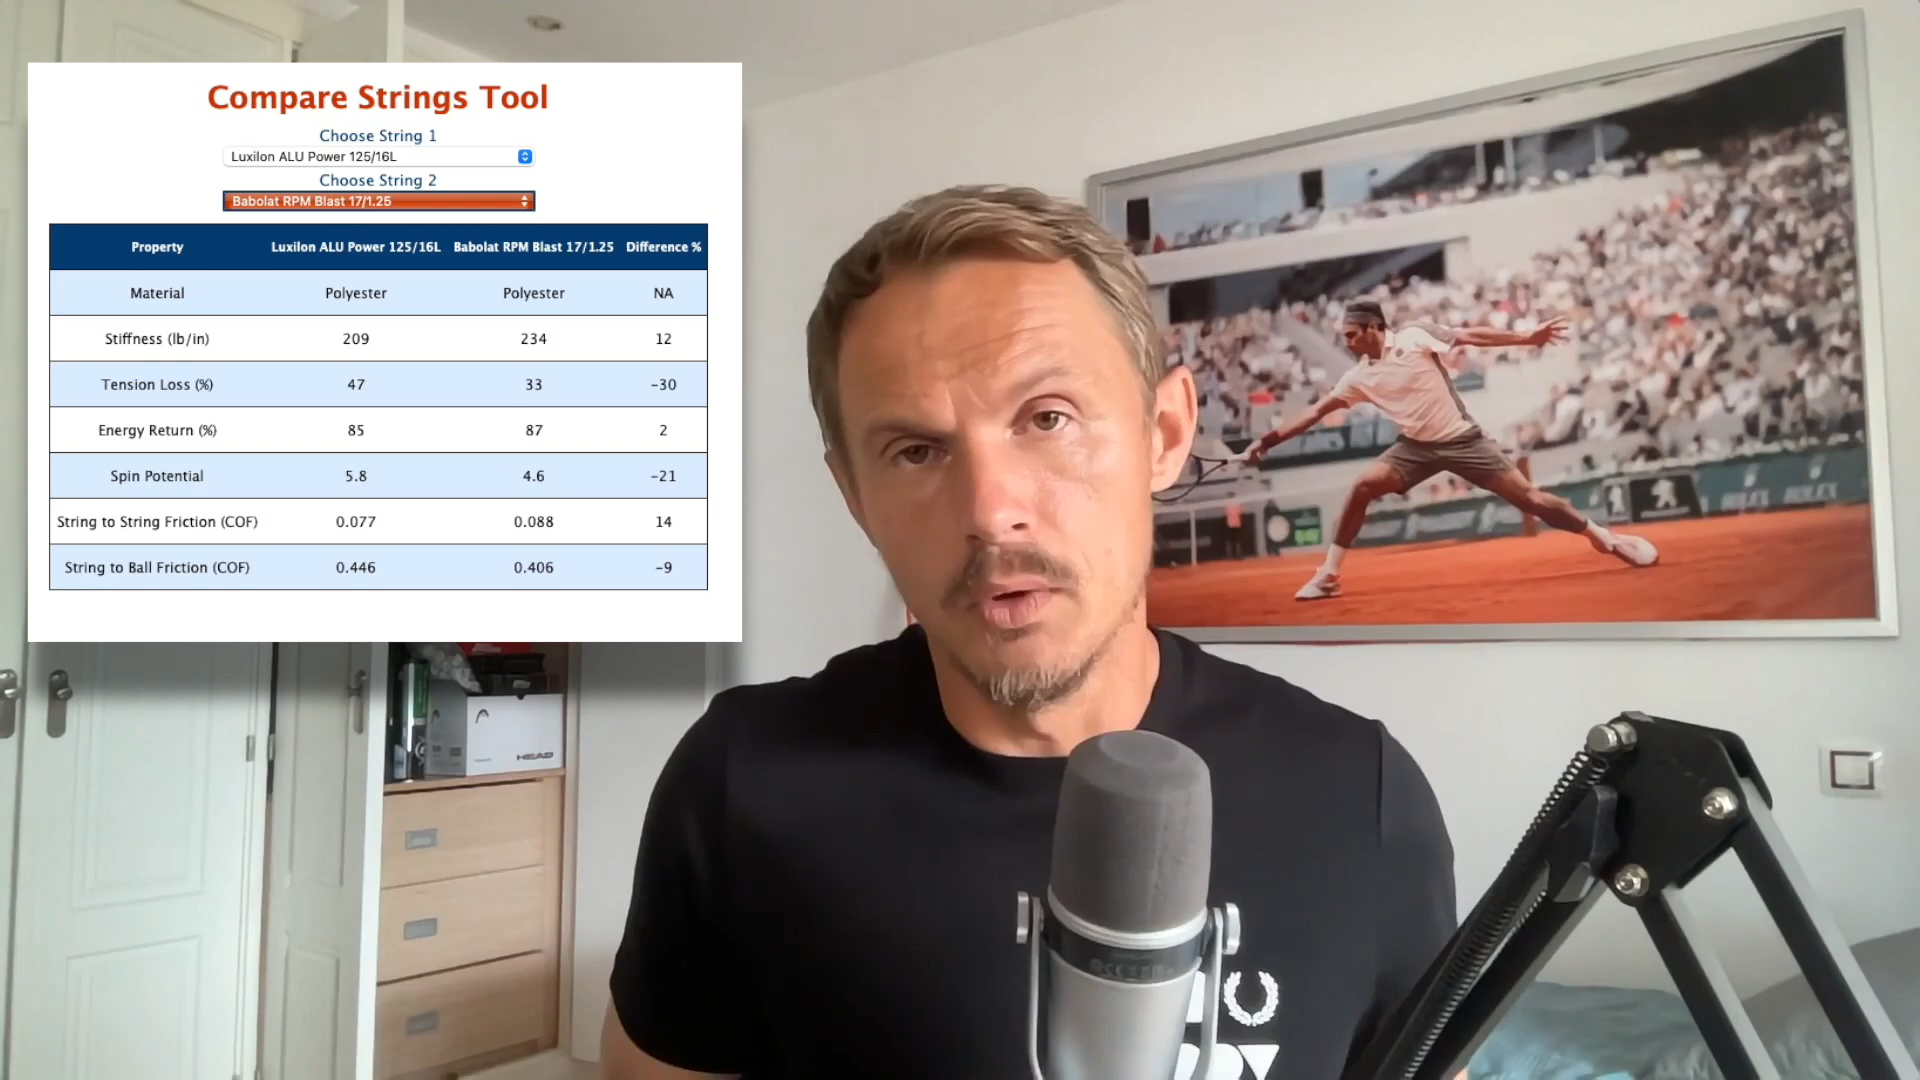 Compare Strings Tool
Choose String 1
Luxilon ALU Power 125/16L
Choose String 2
Babolat RPM Blast 17/1.25
Property Luxilon ALU Power 125/16L Babolat RPM Blast 17/1.25 Difference %
Material Polyester Polyester NA
Stiffness (lb/in) 209 234 12
Tension Loss (%) 47 33 -30
Energy Return (%) 85 87 2
Spin Potential 5.8 4.6 -21
String to String Friction (COF) 0.077 0.088 14
String to Ball Friction (COF) 0.446 0.406 -9
ROLEX ROLEX
HEAD